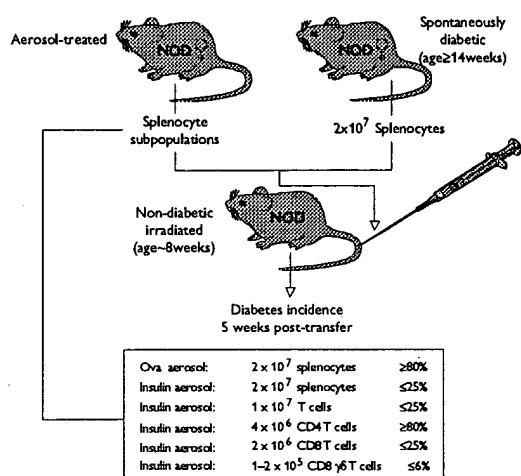 Aerosol-treated
NOD
NOD
Spontaneously
diabetic
(age≥14weeks)
Splenocyte
subpopulations
2x10⁷ Splenocytes
Non-diabetic
irradiated
(age~8weeks)
NOD
Diabetes incidence
5 weeks post-transfer
Ova aerosol: 2 x 10⁷ splenocytes ≥80%
Insulin aerosol: 2 x 10⁷ splenocytes ≤25%
Insulin aerosol: 1 x 10⁷ T cells ≤25%
Insulin aerosol: 4 x 10⁶ CD4 T cells ≥80%
Insulin aerosol: 2 x 10⁶ CD8 T cells ≤25%
Insulin aerosol: 1–2 x 10⁵ CD8 γδ T cells ≤6%